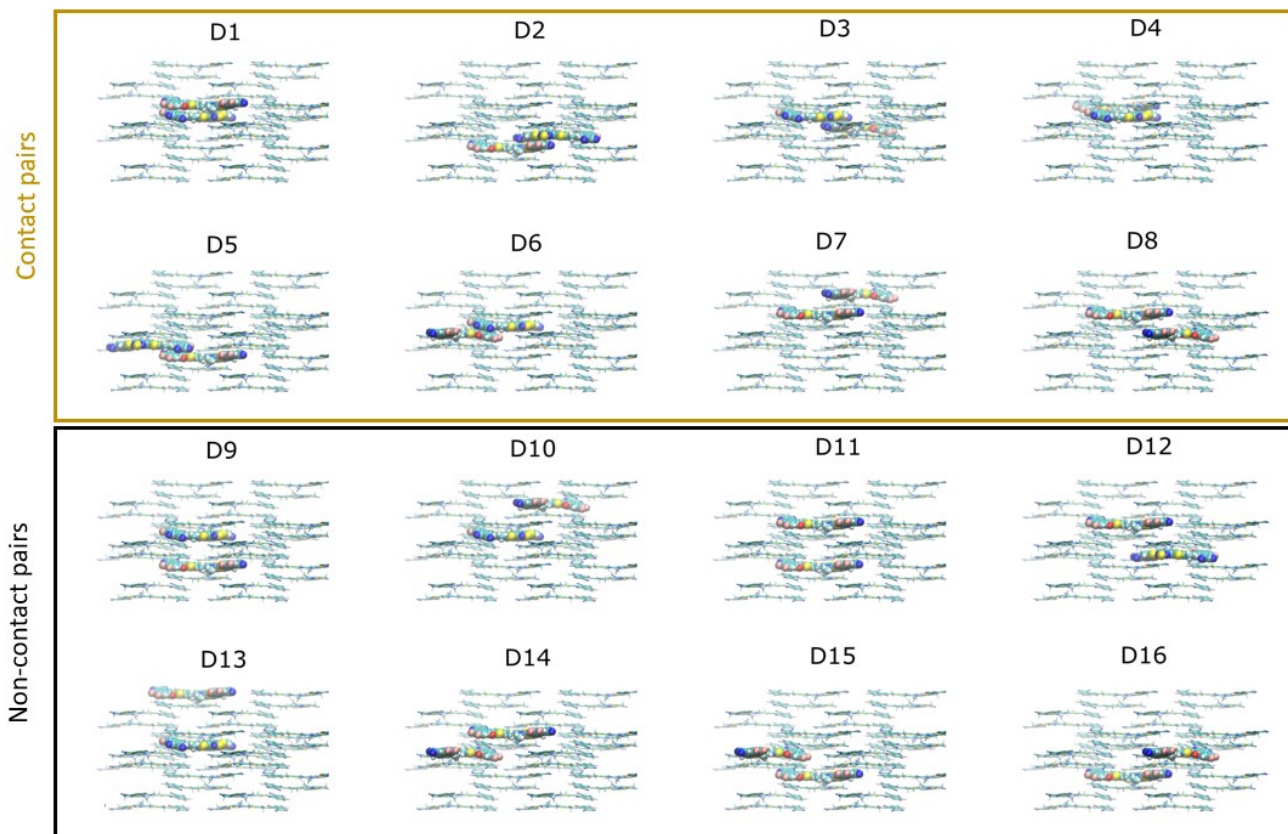 D1 D2 D3 D4
Contact pairs
D5 D6 D7 D8
D9 D10 D11 D12
Non-contact pairs
D13 D14 D15 D16